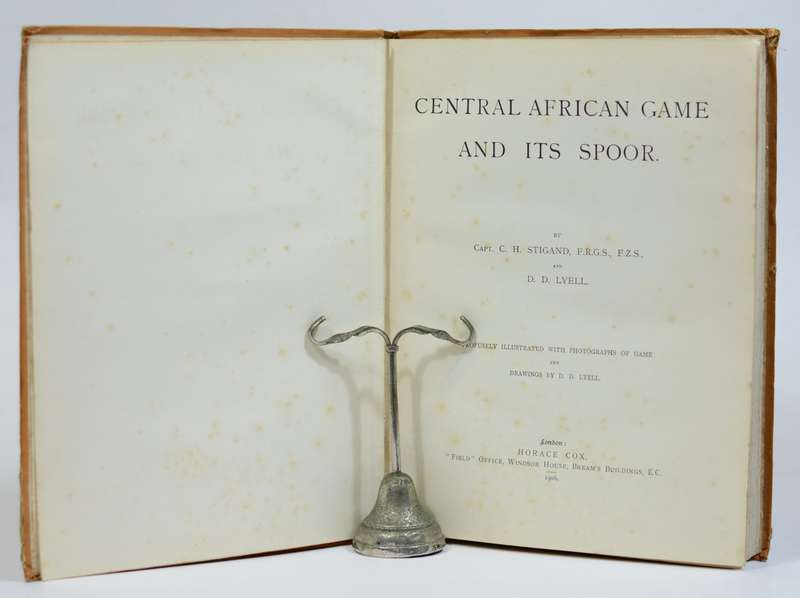 CENTRAL AFRICAN GAME
AND ITS SPOOR.
BY
CAPT. C. H. STIGAND, F.R.G.S., F.Z.S.,
AND
D. D. LYELL.
PROFUSELY ILLUSTRATED WITH PHOTOGRAPHS OF GAME
AND
DRAWINGS BY D. D. LYELL.
London:
HORACE COX,
"FIELD" OFFICE, WINDSOR HOUSE, BREAM'S BUILDINGS, E.C.
1906.